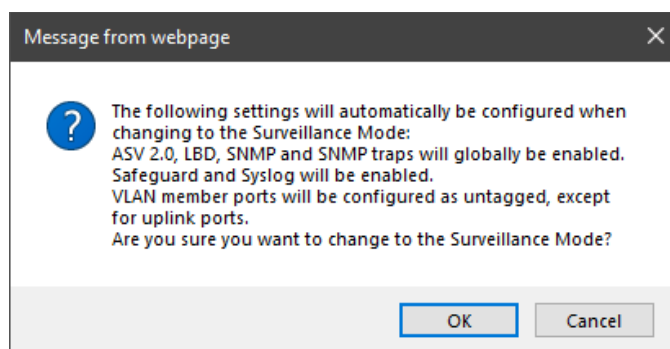 Message from webpage
The following settings will automatically be configured when
changing to the Surveillance Mode:
ASV 2.0, LBD, SNMP and SNMP traps will globally be enabled.
Safeguard and Syslog will be enabled.
VLAN member ports will be configured as untagged, except
for uplink ports.
Are you sure you want to change to the Surveillance Mode?
OK
Cancel